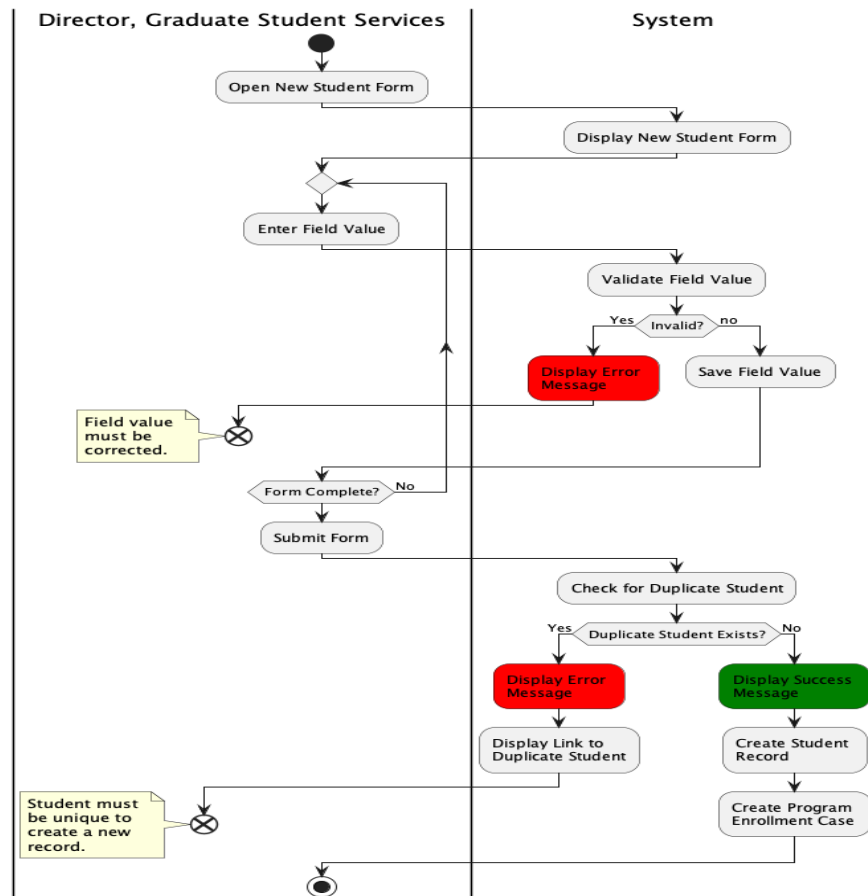 Director, Graduate Student Services
System
Open New Student Form
Display New Student Form
Enter Field Value
Validate Field Value
Yes
Invalid?
no
Display Error
Message
Save Field Value
Field value
must be
corrected.
Form Complete?
No
Submit Form
Check for Duplicate Student
Yes
Duplicate Student Exists?
No
Display Error
Message
Display Success
Message
Display Link to
Duplicate Student
Create Student
Record
Student must
be unique to
create a new
record.
Create Program
Enrollment Case